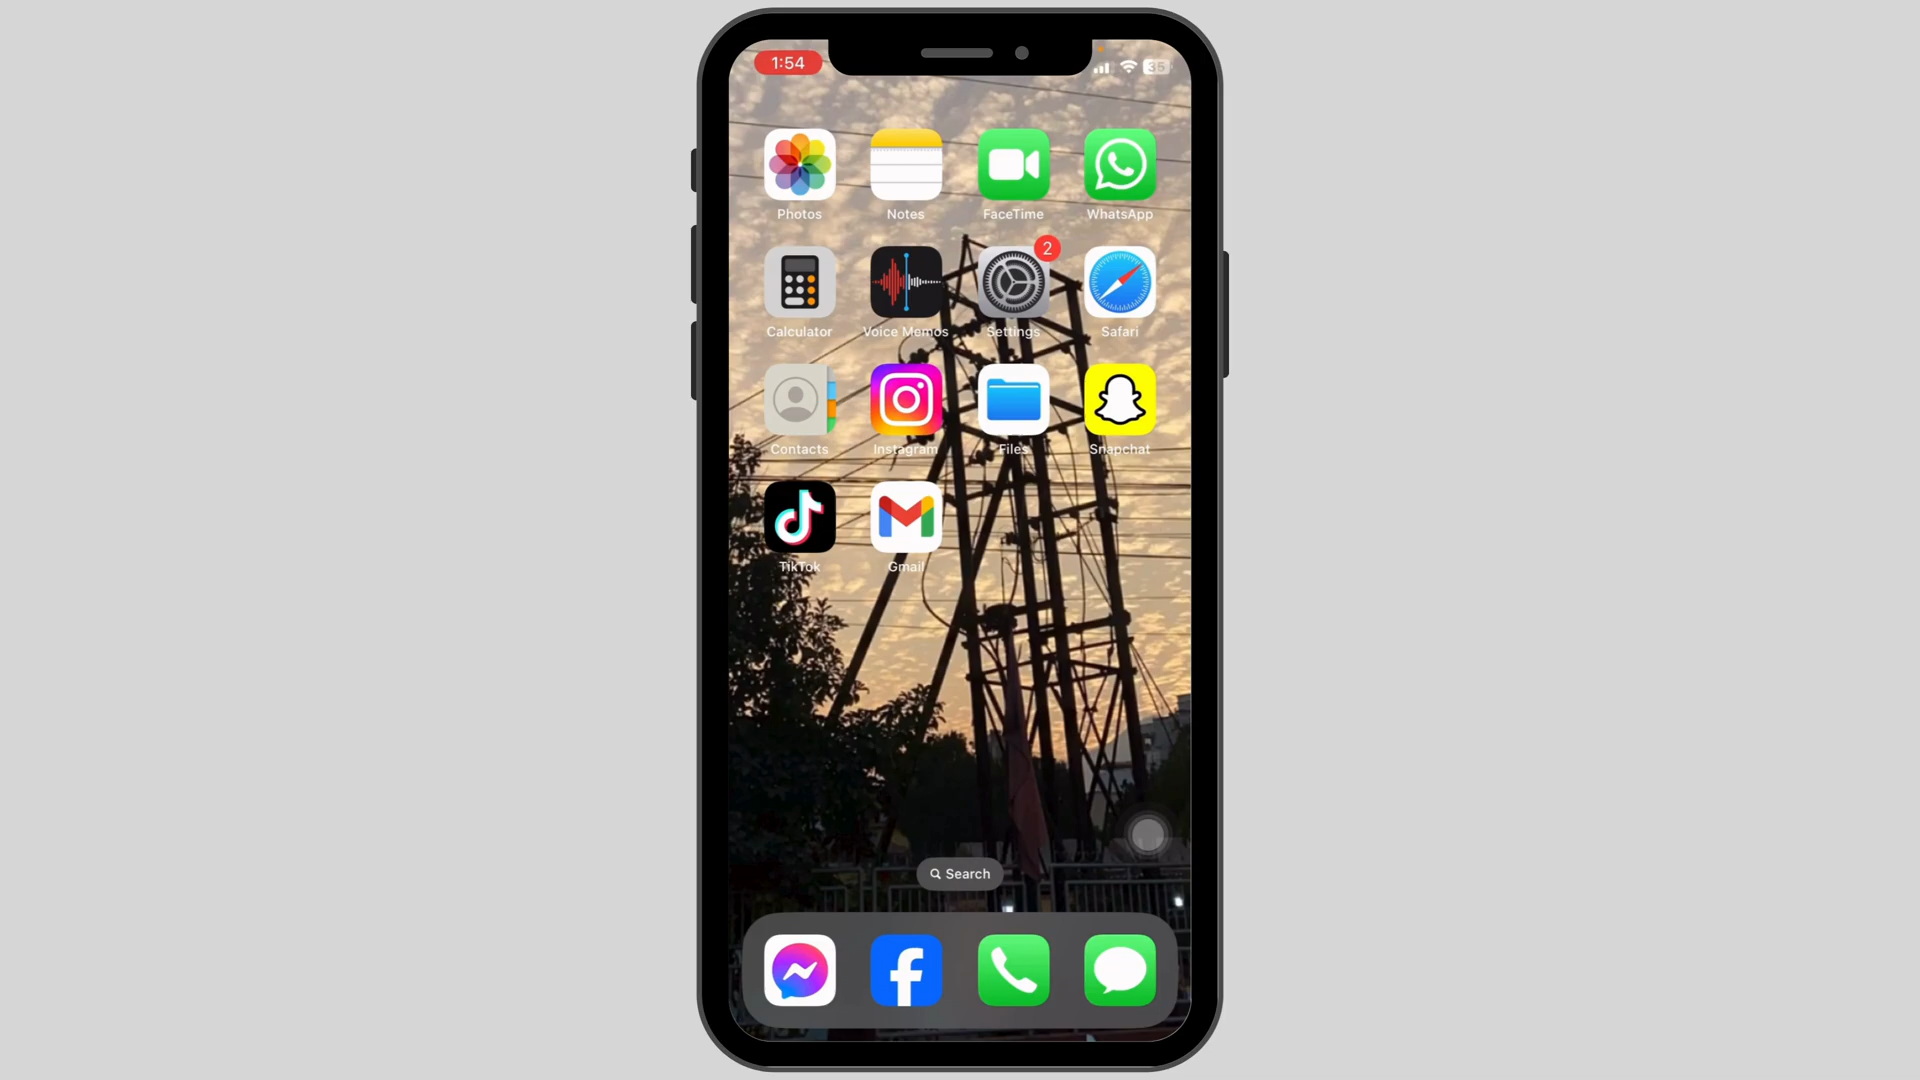 1:54
35
Photos Notes FaceTime WhatsApp
2
Calculator Voice Memos Settings Safari
Contacts Instagram Files Snapchat
TikTok Gmail
Search